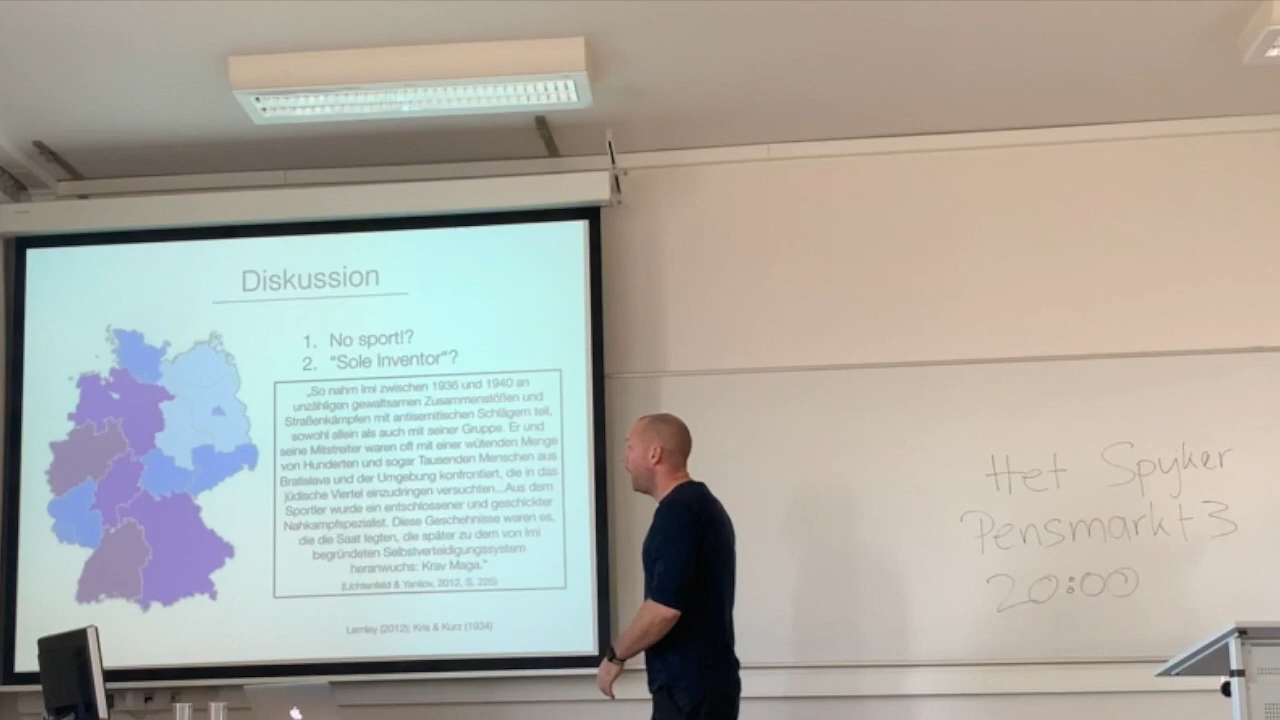 Diskussion
1. No sport!?
2. "Sole Inventor"?
„So nahm Imi zwischen 1936 und 1940 an
unzähligen gewaltsamen Zusammenstößen und
Straßenkämpfen mit antisemitischen Schlägern teil,
sowohl allein als auch mit seiner Gruppe. Er und
seine Mitstreiter waren oft mit einer wütenden Menge
von Hunderten und sogar Tausenden Menschen aus
Bratislava und der Umgebung konfrontiert, die in das
jüdische Viertel einzudringen versuchten...Aus dem
Sportler wurde ein entschlossener und geschickter
Nahkampfspezialist. Diese Geschehnisse waren es,
die die Saat legten, die später zu dem von Imi
begründeten Selbstverteidigungssystem
heranwuchs: Krav Maga."
(Lichtenfeld & Yanilov, 2012, S. 225)
Lemley (2012); Kris & Kurz (1934)
Het Spyker
Pensmarkt 3
20:00